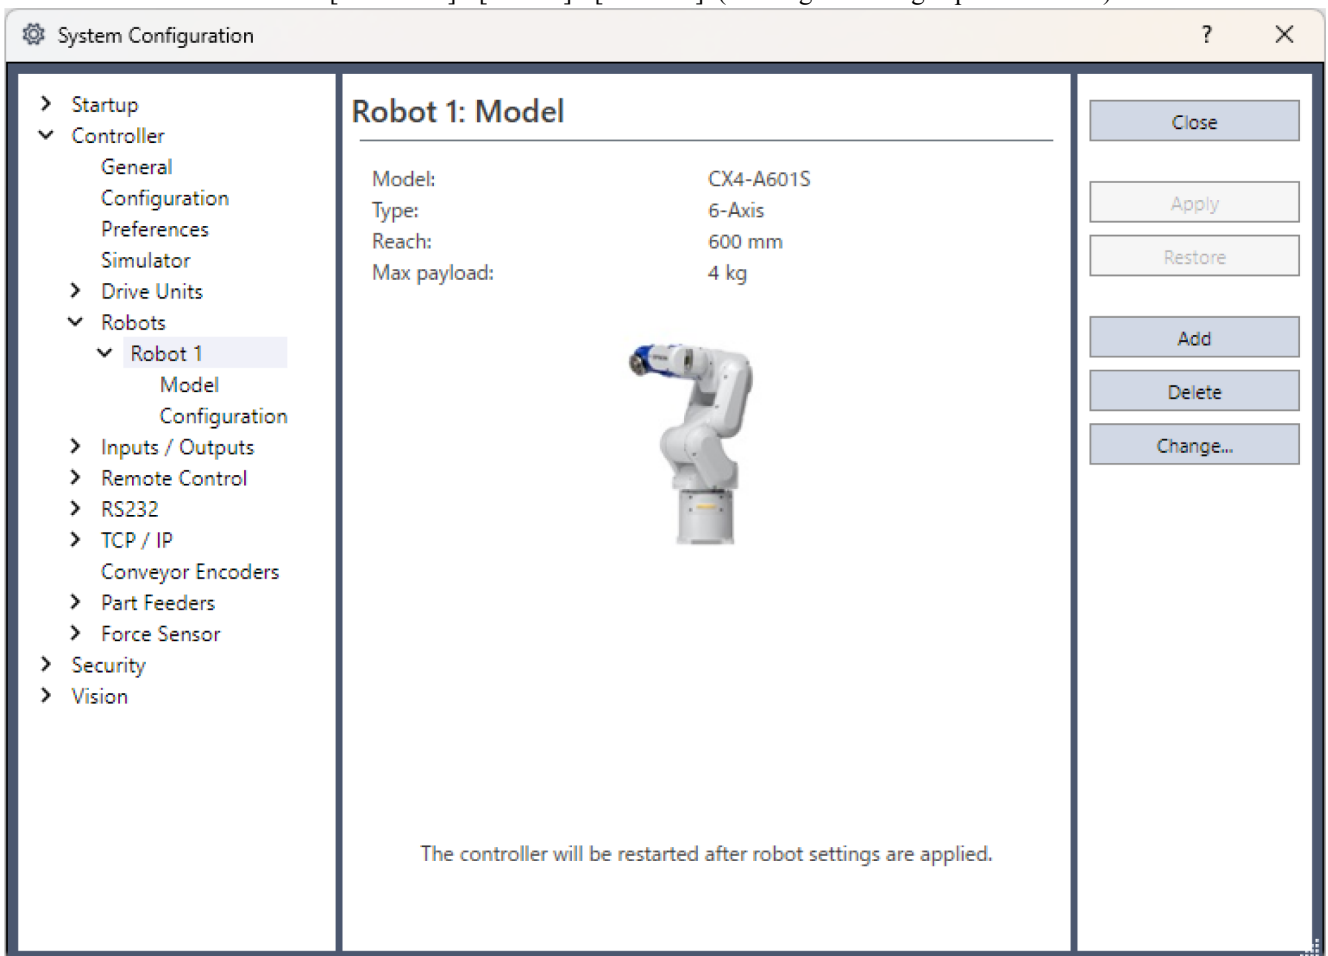 System Configuration
?
Startup
Controller
General
Configuration
Preferences
Simulator
Drive Units
Robots
Robot 1
Model
Configuration
Inputs / Outputs
Remote Control
RS232
TCP / IP
Conveyor Encoders
Part Feeders
Force Sensor
Security
Vision
Robot 1: Model
Model: CX4-A601S
Type: 6-Axis
Reach: 600 mm
Max payload: 4 kg
The controller will be restarted after robot settings are applied.
Close
Apply
Restore
Add
Delete
Change...